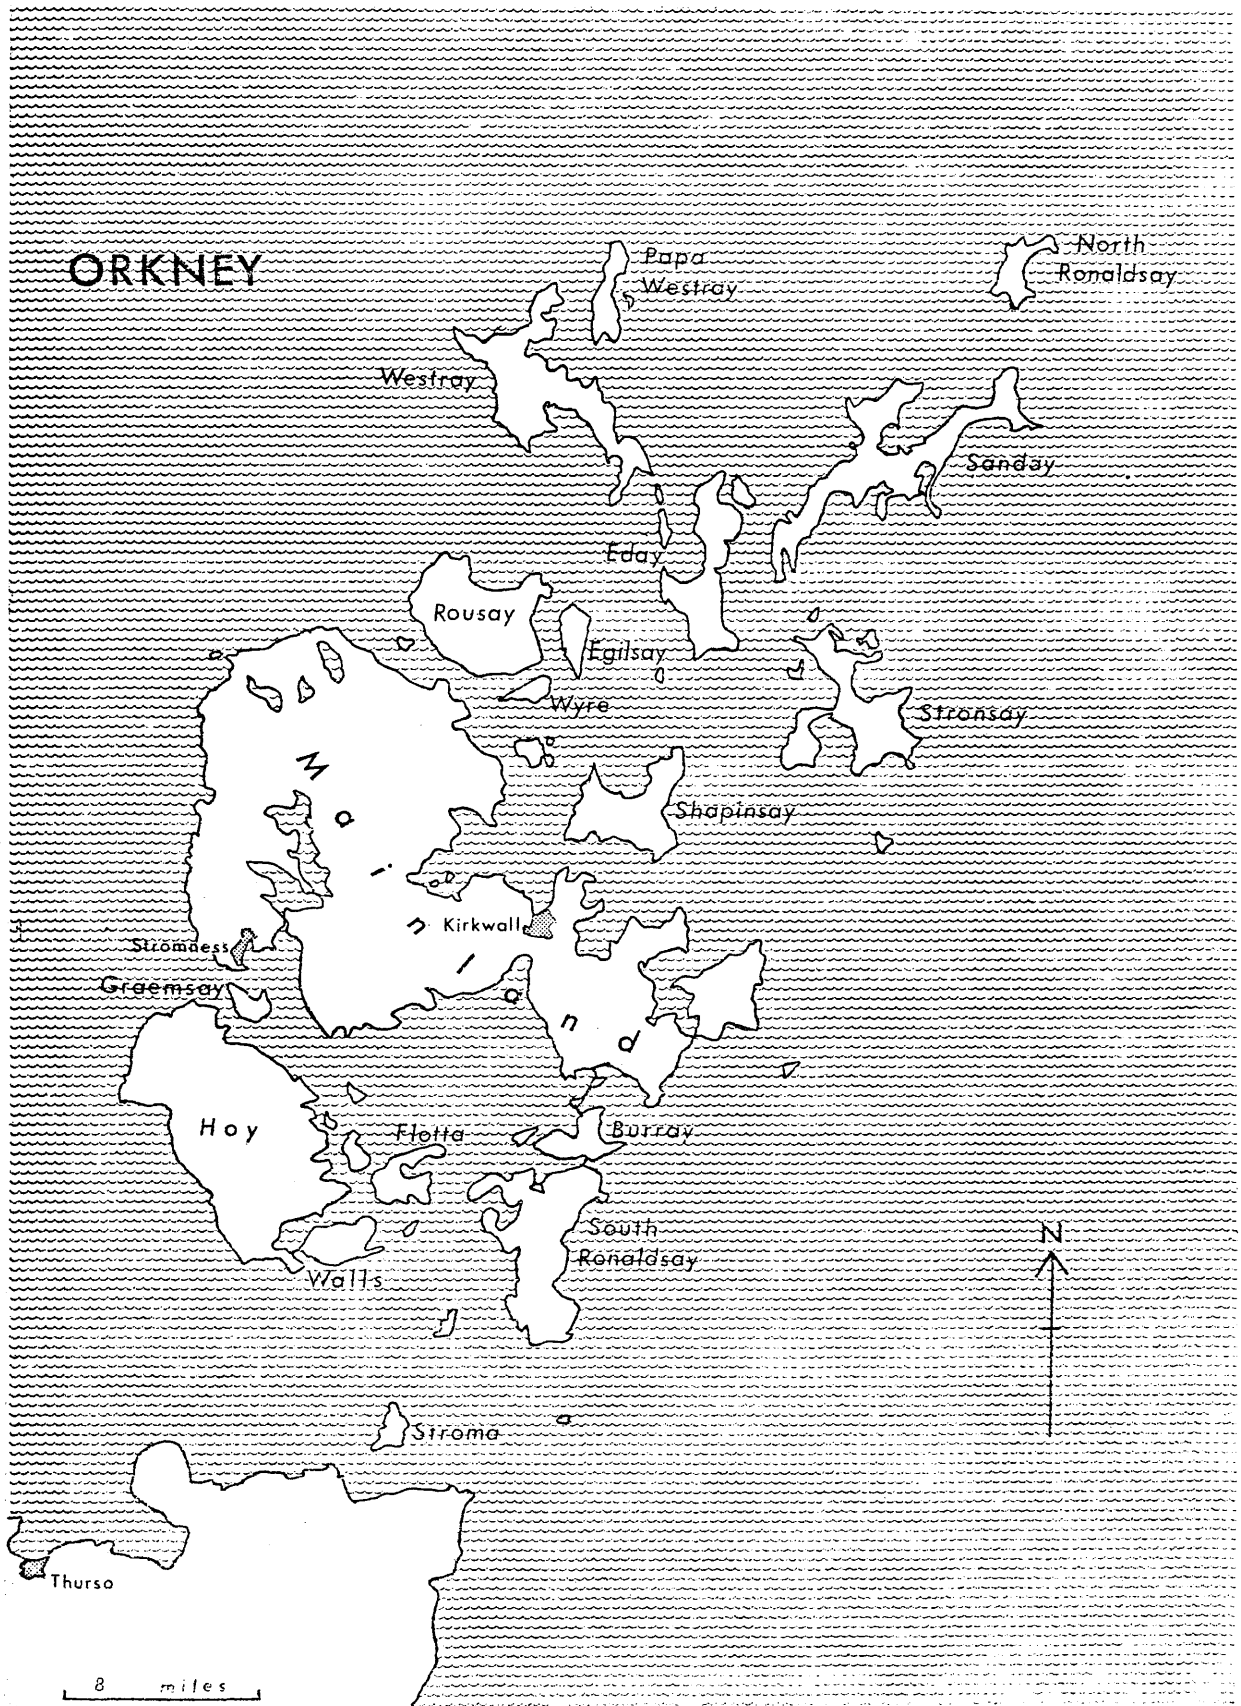 ORKNEY
Papa
Westray
North
Ronaldsay
Westray
Sanday
Eday
Rousay
Egilsay
Wyre
Stronsay
Mainland
Shapinsay
Kirkwall
Stromness
Graemsay
Hoy
Flotta
Burray
South
Ronaldsay
Walls
N
Stroma
Thurso
8 miles